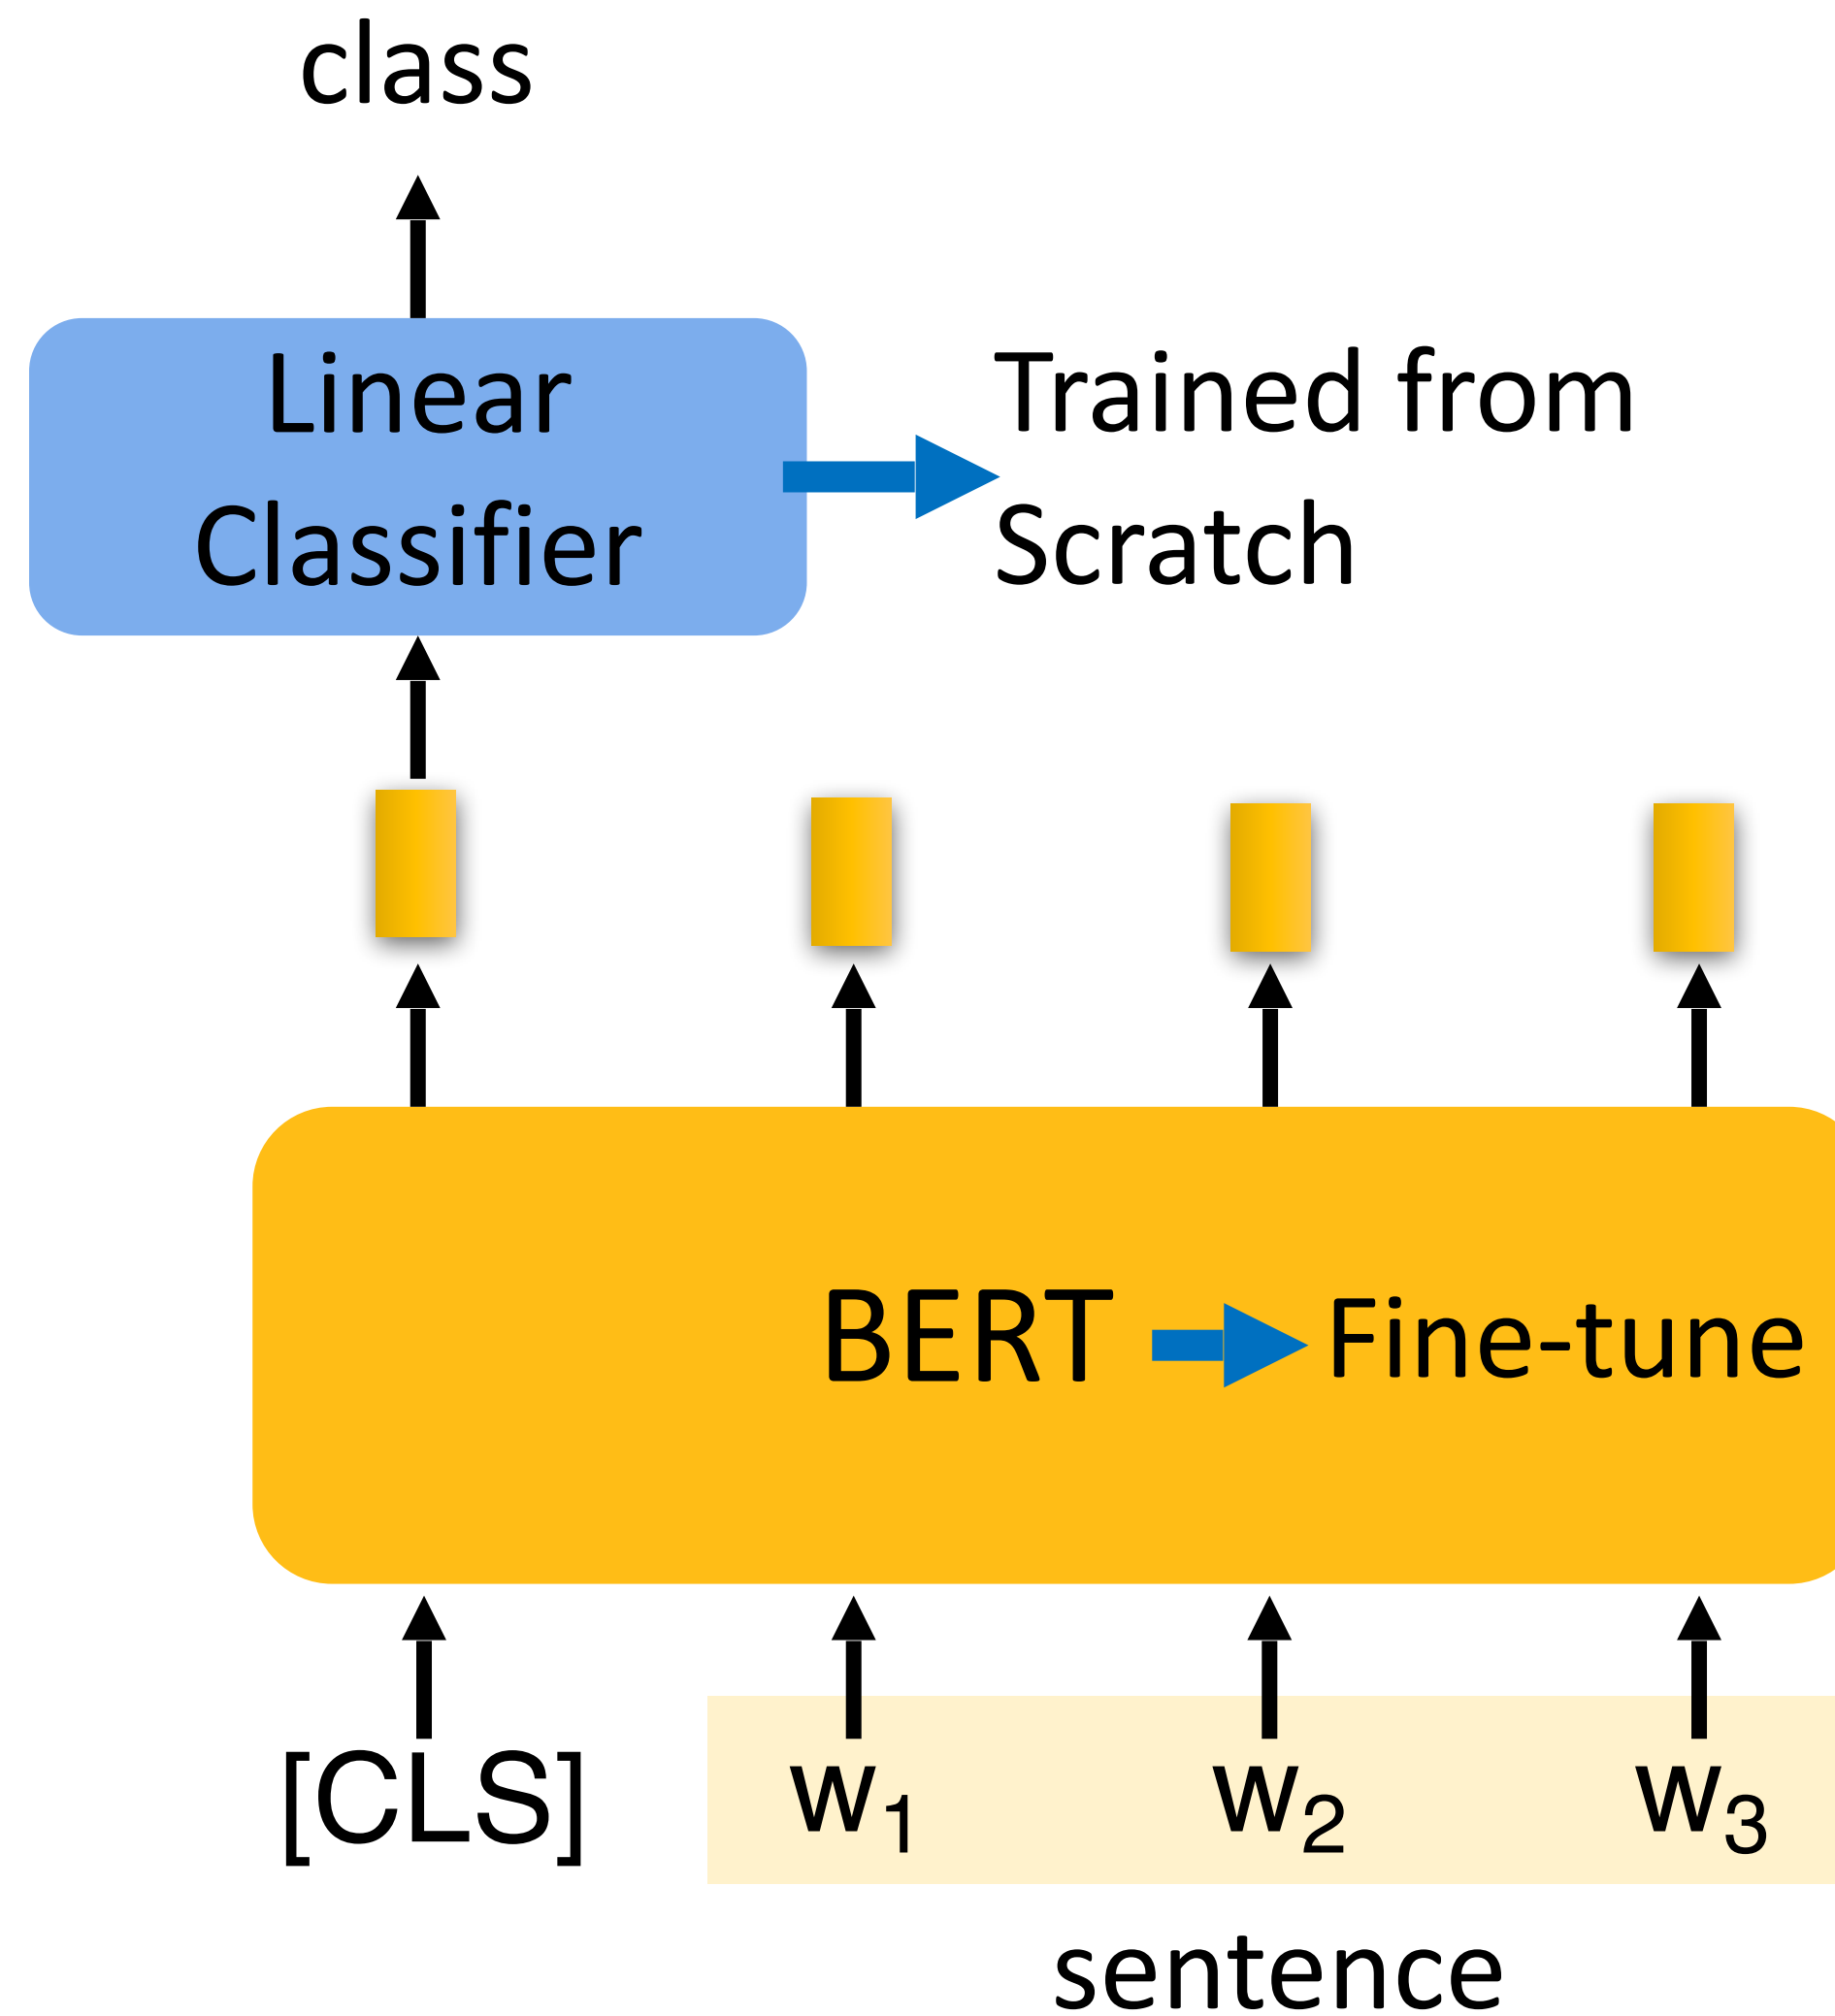 class
Linear
Classifier
Trained from
Scratch
BERT
Fine-tune
[CLS]
w₁
w₂
w₃
sentence